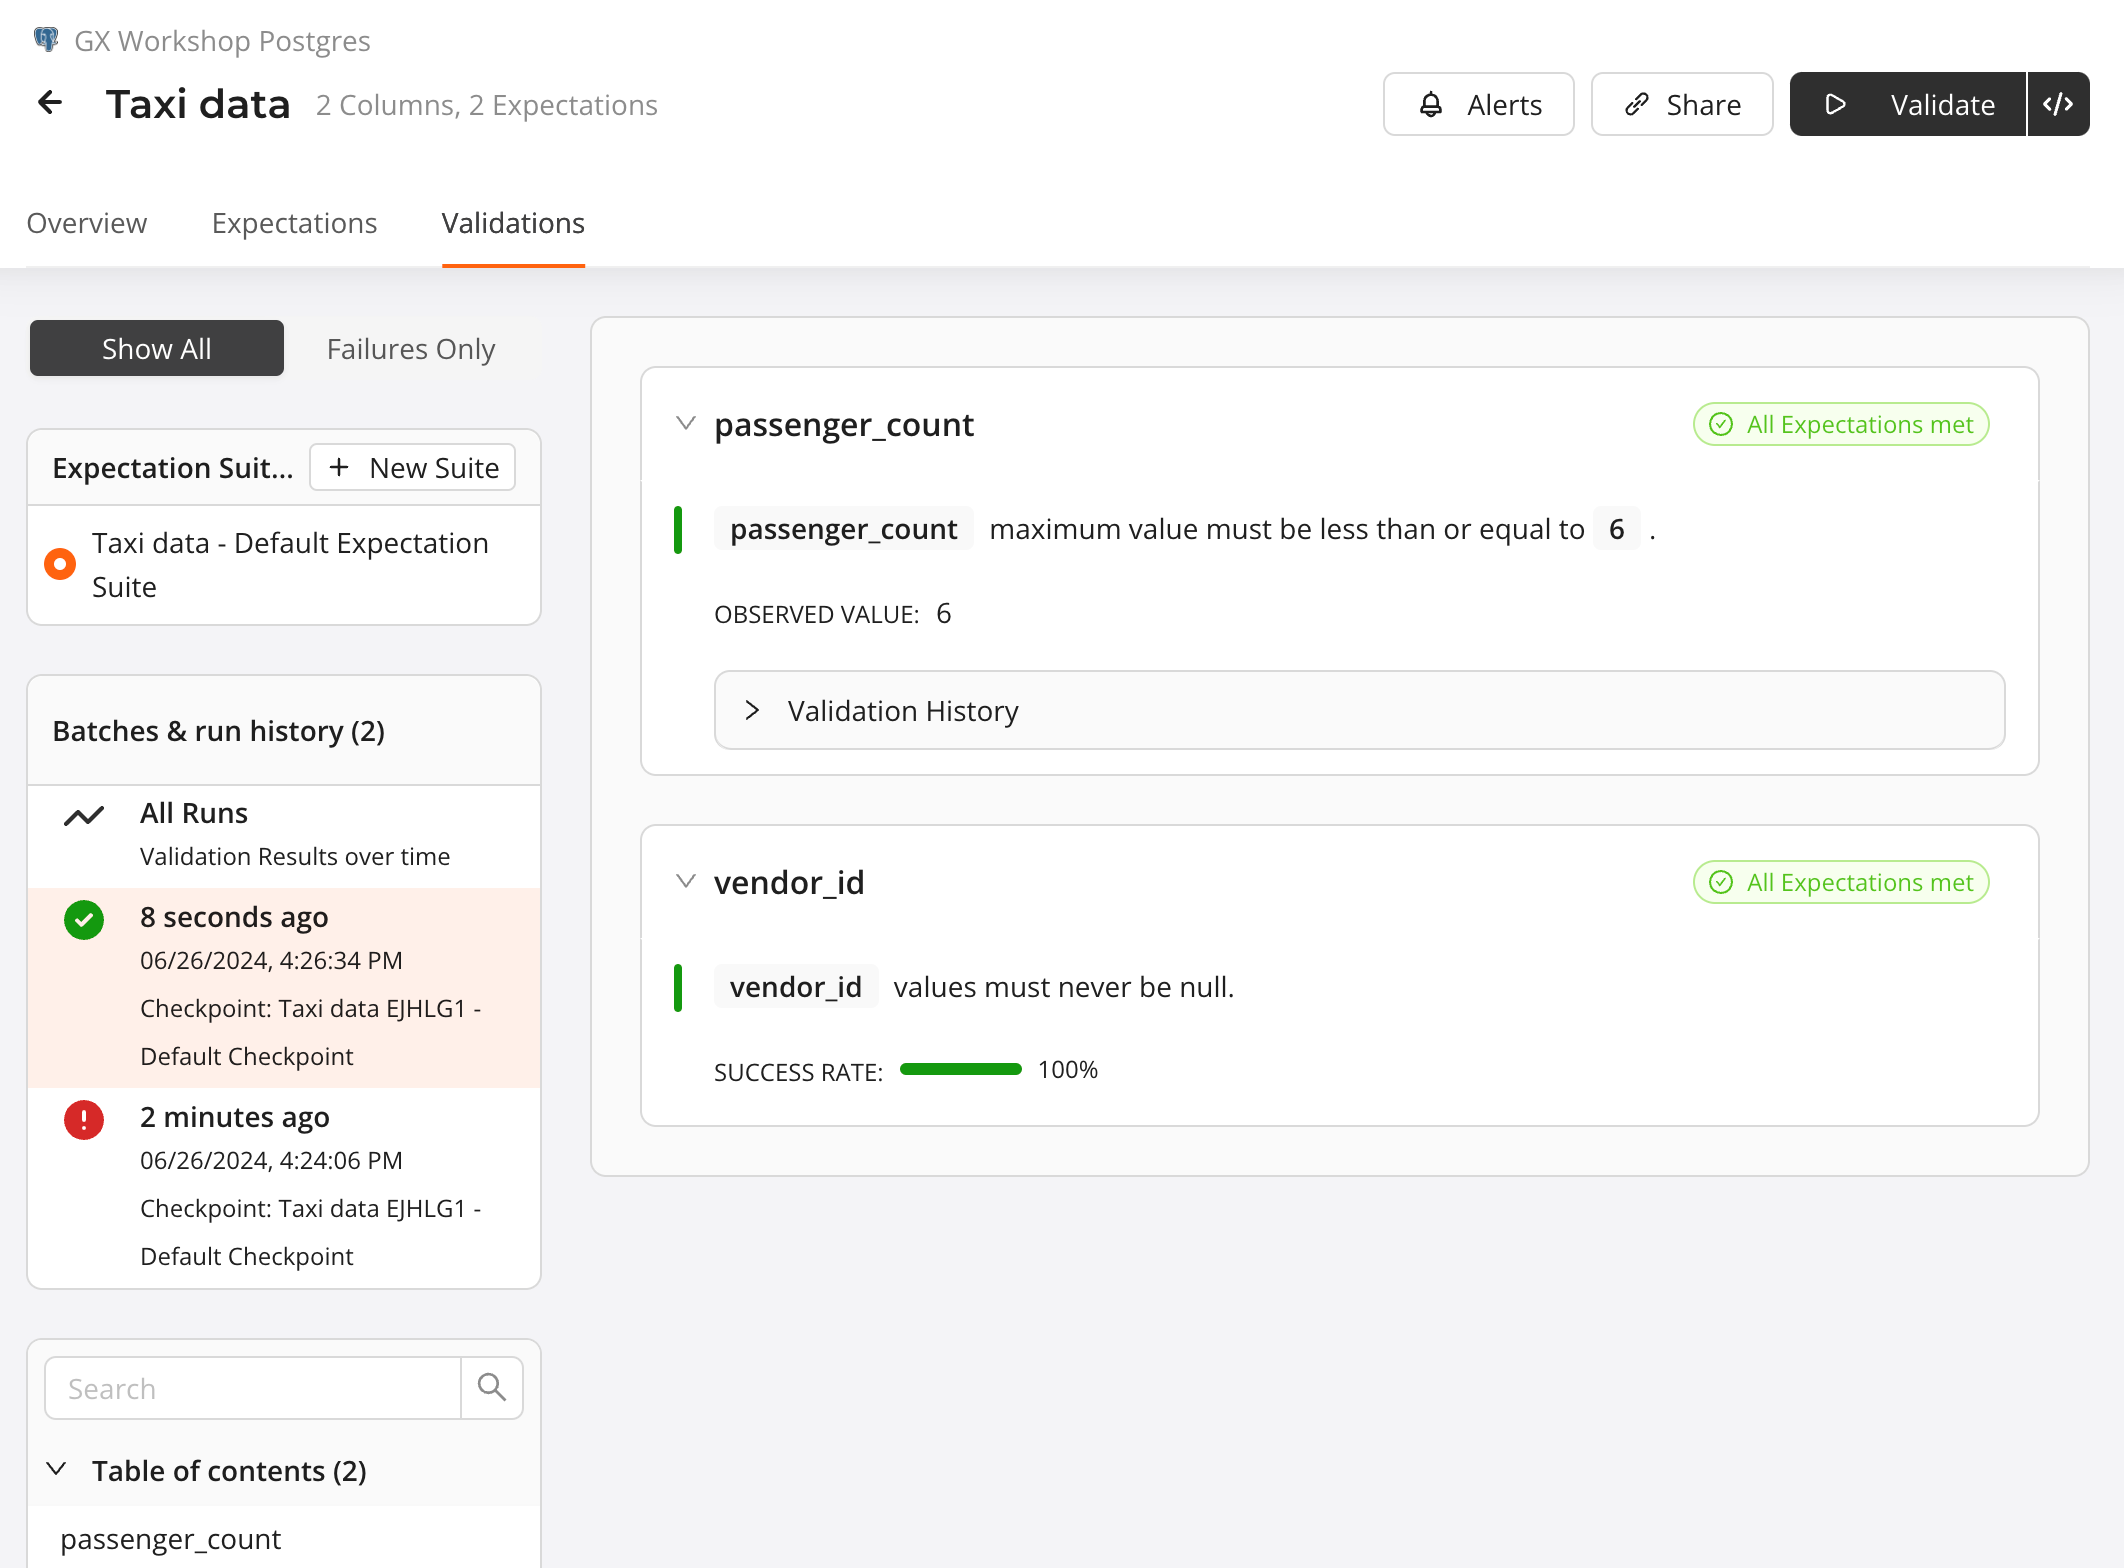 GX Workshop Postgres
Taxi data 2 Columns, 2 Expectations
Alerts
Share
Validate
Overview
Expectations
Validations
Show All
Failures Only
Expectation Suit...
+ New Suite
Taxi data - Default Expectation
Suite
Batches & run history (2)
All Runs
Validation Results over time
8 seconds ago
06/26/2024, 4:26:34 PM
Checkpoint: Taxi data EJHLG1 -
Default Checkpoint
2 minutes ago
06/26/2024, 4:24:06 PM
Checkpoint: Taxi data EJHLG1 -
Default Checkpoint
Search
Table of contents (2)
passenger_count
passenger_count
All Expectations met
passenger_count maximum value must be less than or equal to 6 .
OBSERVED VALUE: 6
Validation History
vendor_id
All Expectations met
vendor_id values must never be null.
SUCCESS RATE: 100%